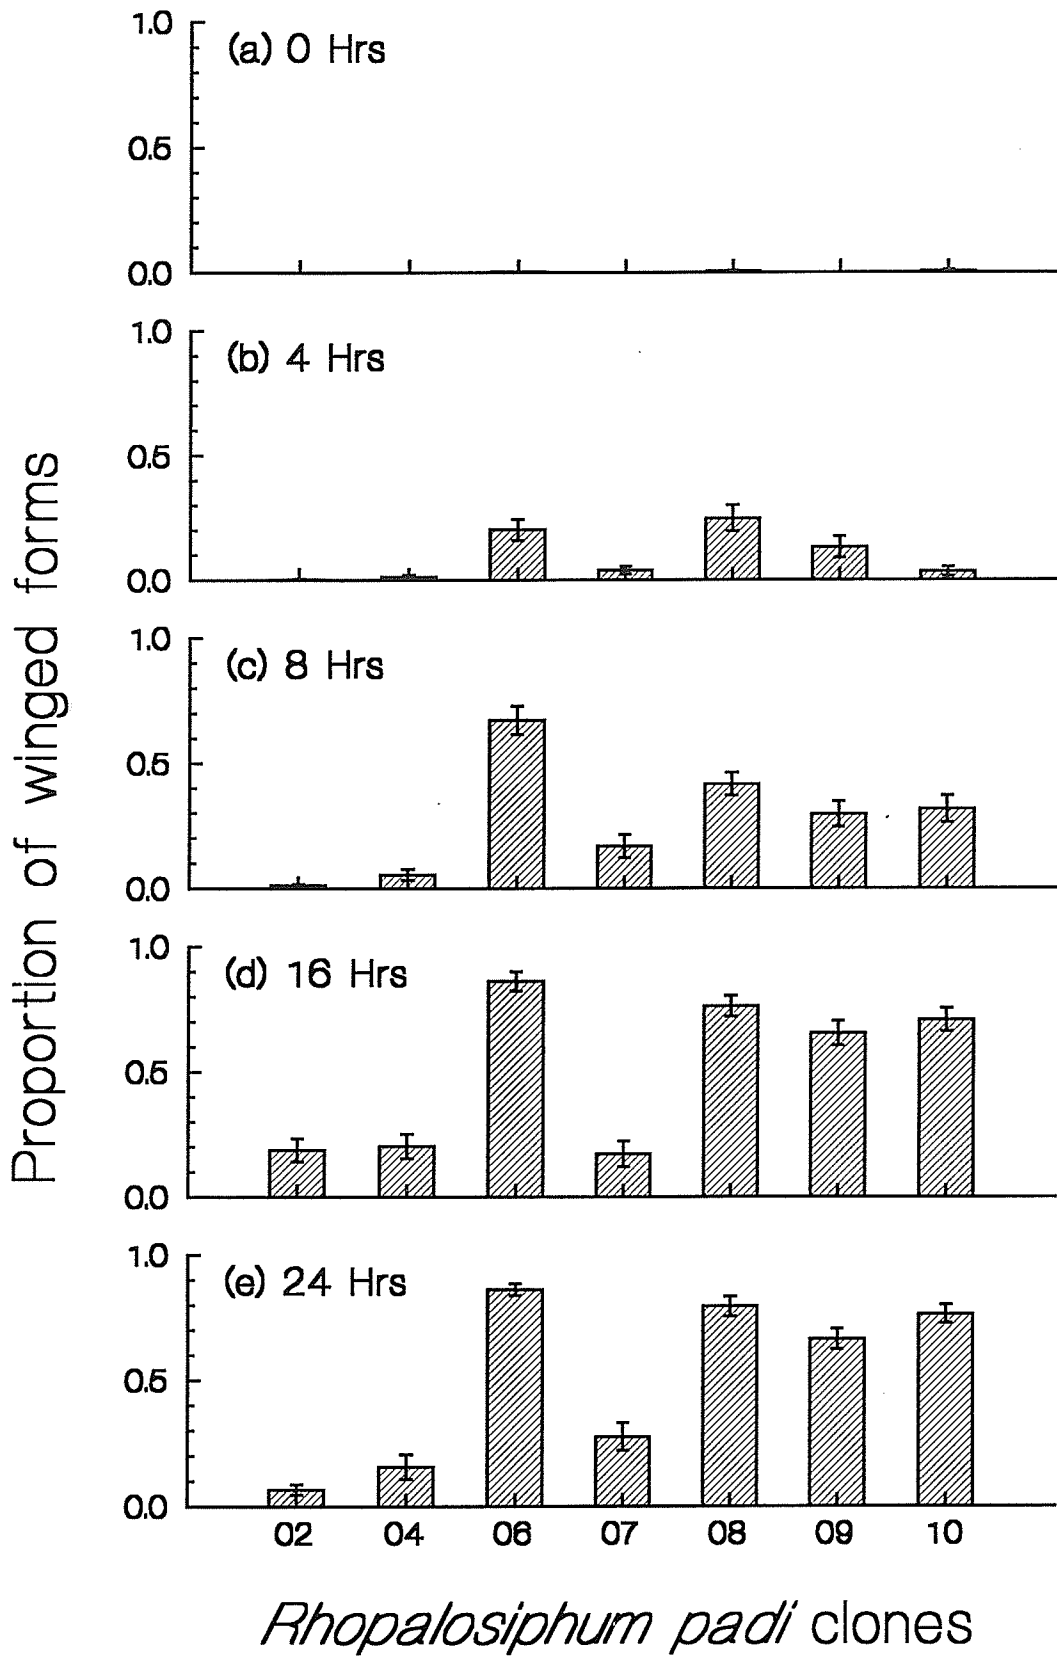 1.0
(a) 0 Hrs
0.5
0.0
1.0
(b) 4 Hrs
0.5
0.0
1.0
(c) 8 Hrs
0.5
0.0
1.0
(d) 16 Hrs
0.5
0.0
1.0
(e) 24 Hrs
0.5
0.0
Proportion of winged forms
02 04 06 07 08 09 10
Rhopalosiphum padi clones